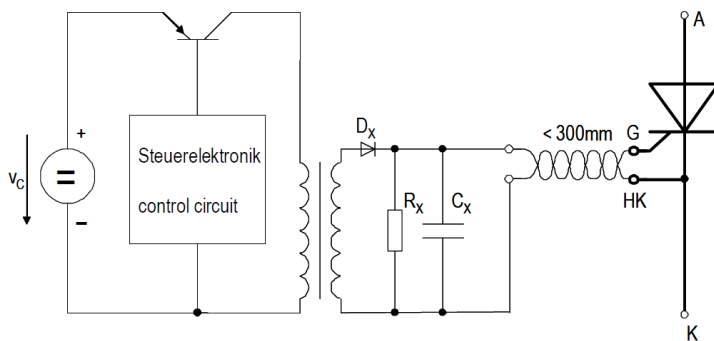 A
+
v_C
=
−
Steuerelektronik
control circuit
D_x
R_x
C_x
< 300mm
G
HK
K